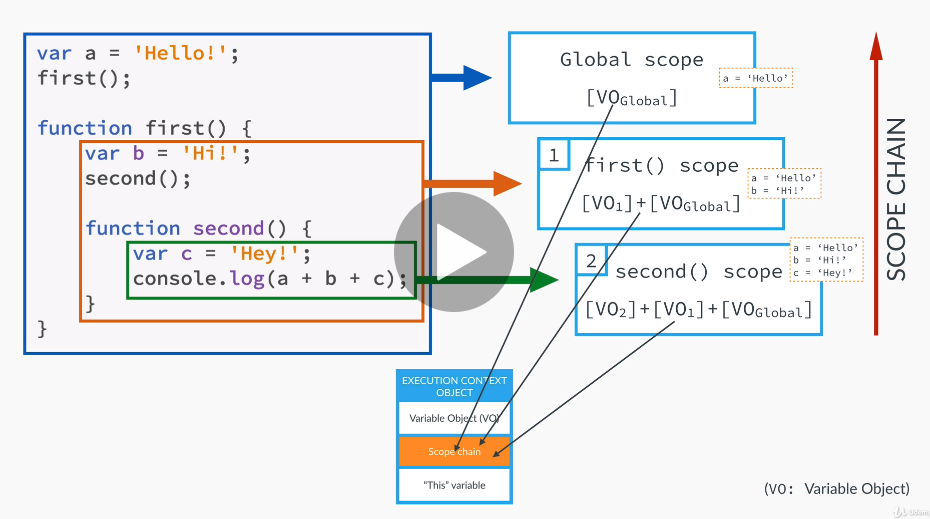 var a = 'Hello!';
first();
function first() {
var b = 'Hi!';
second();
function second() {
var c = 'Hey!';
console.log(a + b + c);
}
}
Global scope
[VOGlobal]
a = ‘Hello’
1
first() scope
[VO1]+[VOGlobal]
a = ‘Hello’
b = ‘Hi!’
2
second() scope
[VO2]+[VO1]+[VOGlobal]
a = ‘Hello’
b = ‘Hi!’
c = ‘Hey!’
SCOPE CHAIN
EXECUTION CONTEXT
OBJECT
Variable Object (VO)
Scope chain
“This” variable
(VO: Variable Object)
Udemy